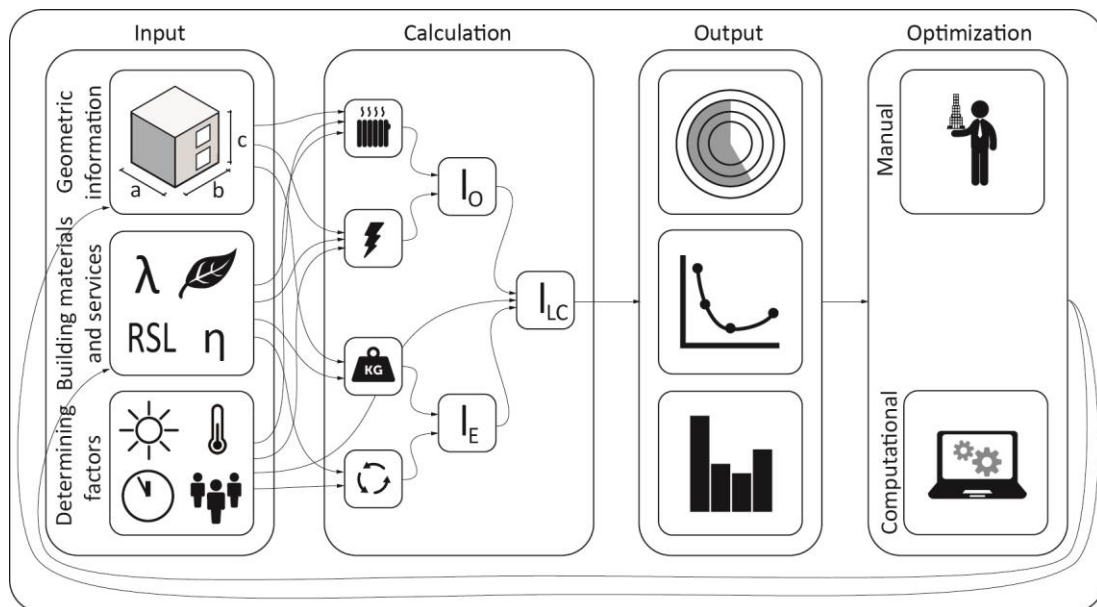 Input
Calculation
Output
Optimization
Geometric
information
a
b
c
Building materials
and services
λ
RSL
η
Determining
factors
KG
I_O
I_E
I_LC
Manual
Computational